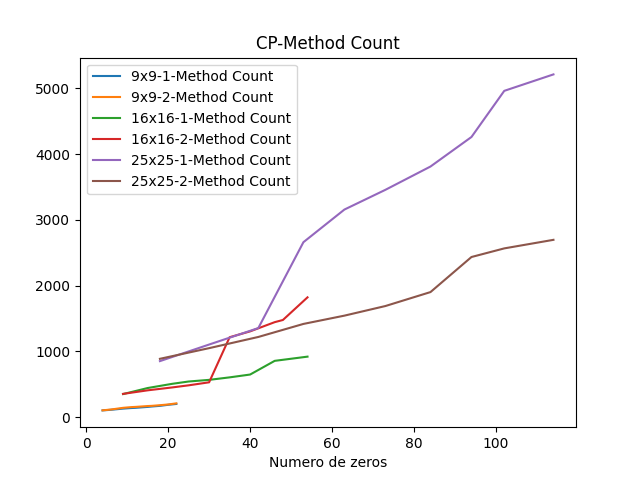 CP-Method Count
9x9-1-Method Count
9x9-2-Method Count
16x16-1-Method Count
16x16-2-Method Count
25x25-1-Method Count
25x25-2-Method Count
5000
4000
3000
2000
1000
0
0 20 40 60 80 100
Numero de zeros